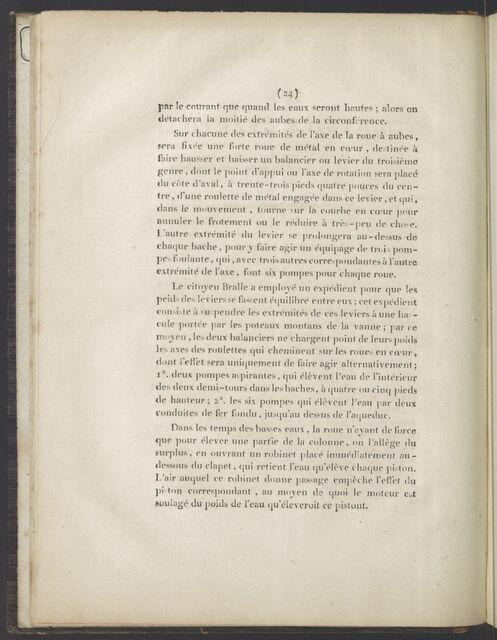 (24)
par le courant que quand les eaux seront hautes ; alors on
détachera la moitié des aubes de la circonférence.
Sur chacune des extrémités de l'axe de la roue à aubes,
sera fixée une forte roue de métal en cœur, destinée à
faire hausser et baisser un balancier ou levier du troisième
genre, dont le point d'appui ou l'axe de rotation sera placé
du côté d'aval, à trente-trois pieds quatre pouces du cen-
tre, d'une roulette de métal engagée dans ce levier, et qui,
dans le mouvement, tourne sur la courbe en cœur pour
annuler le frotement ou le réduire à très-peu de chose.
L'autre extrémité du levier se prolongera au-dessus de
chaque bache, pour y faire agir un équipage de trois pom-
pes foulante, qui, avec trois autres correspondantes à l'autre
extrémité de l'axe, font six pompes pour chaque roue.
Le citoyen Bralle a employé un expédient pour que les
poids des leviers se fassent équilibre entre eux ; cet expédient
consiste à suspendre les extrémités de ces leviers à une bas-
cule portée par les poteaux montans de la vanne ; par ce
moyen, les deux balanciers ne chargent point de leurs poids
les axes des roulettes qui cheminent sur les roues en cœur,
dont l'effet sera uniquement de faire agir alternativement ;
1°. deux pompes aspirantes, qui élèvent l'eau de l'intérieur
des deux demi-tours dans les baches, à quatre ou cinq pieds
de hauteur ; 2°. les six pompes qui élèvent l'eau par deux
conduites de fer fondu, jusqu'au dessus de l'aqueduc.
Dans les temps des basses eaux, la roue n'ayant de force
que pour élever une partie de la colonne, on l'allège du
surplus, en ouvrant un robinet placé immédiatement au-
dessous du clapet, qui retient l'eau qu'élève chaque piston.
L'air auquel ce robinet donne passage empêche l'effet du
piston correspondant, au moyen de quoi le moteur est
soulagé du poids de l'eau qu'éleveroit ce pistont.